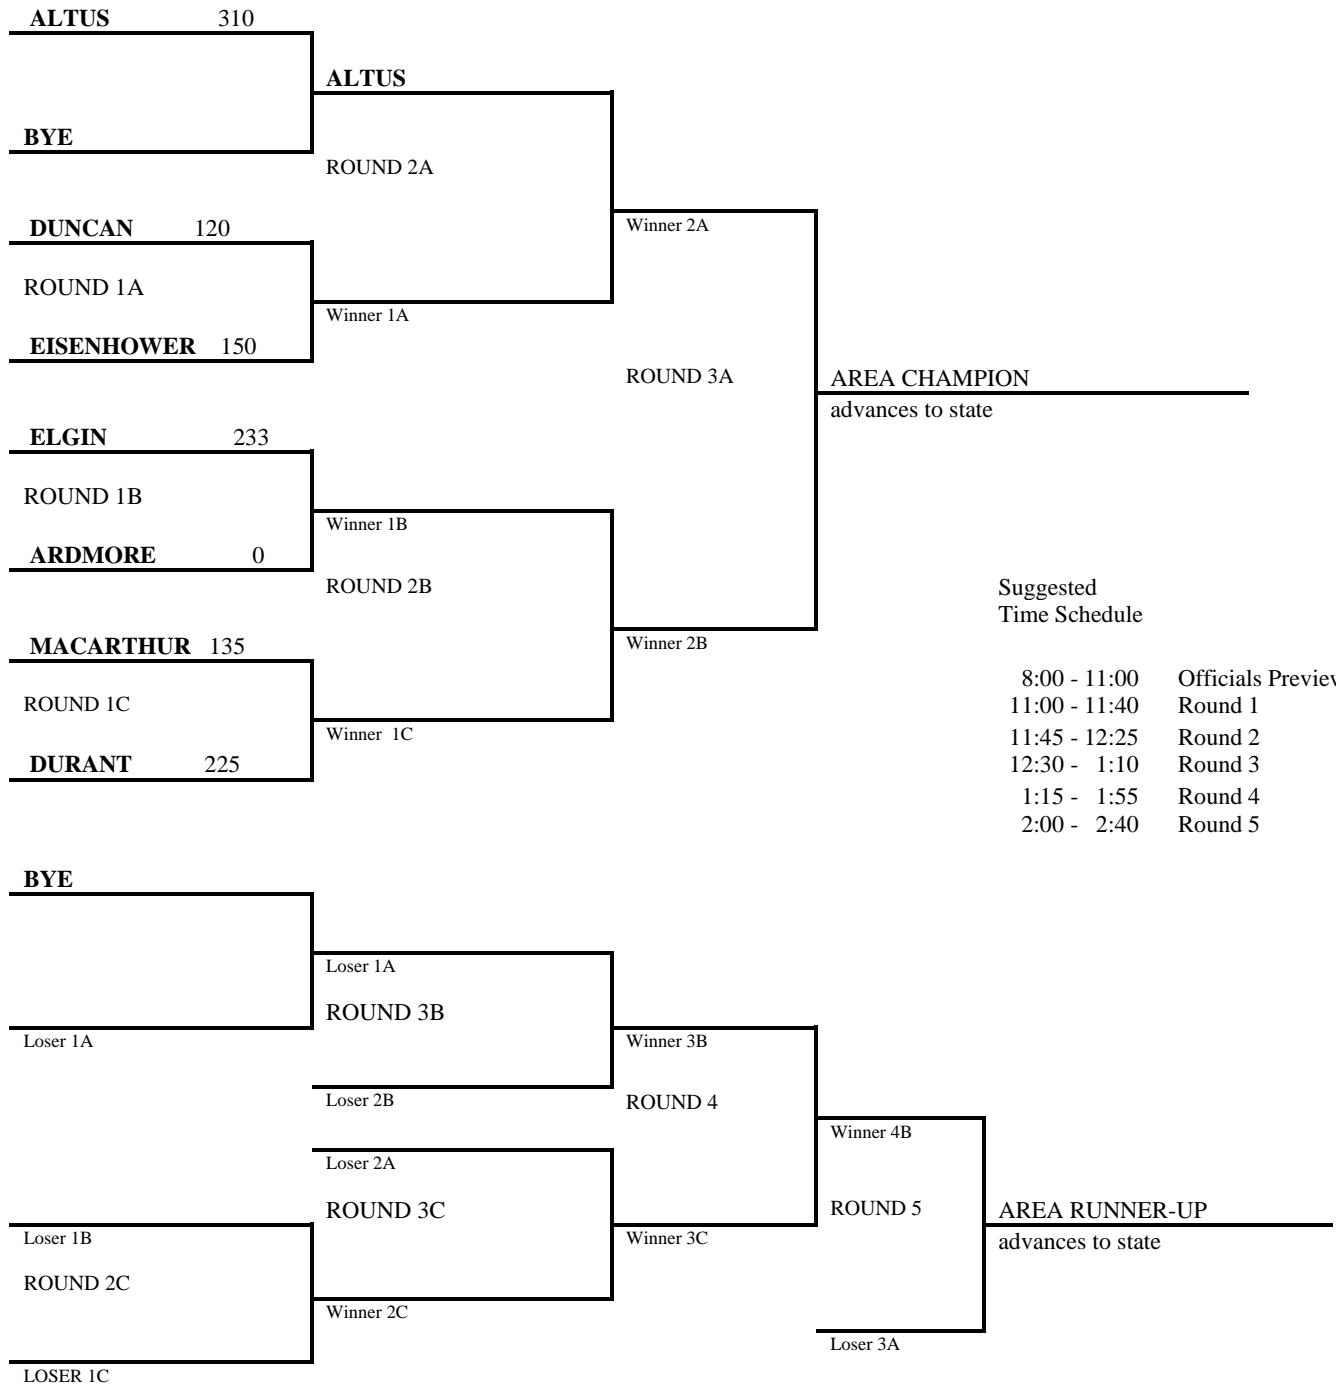 ALTUS 310
ALTUS
BYE
ROUND 2A
DUNCAN 120
Winner 2A
ROUND 1A
Winner 1A
EISENHOWER 150
ROUND 3A
AREA CHAMPION
advances to state
ELGIN 233
ROUND 1B
Winner 1B
ARDMORE 0
ROUND 2B
Suggested
Time Schedule
MACARTHUR 135
Winner 2B
8:00 - 11:00 Officials Preview
ROUND 1C
11:00 - 11:40 Round 1
Winner 1C
11:45 - 12:25 Round 2
DURANT 225
12:30 - 1:10 Round 3
1:15 - 1:55 Round 4
2:00 - 2:40 Round 5
BYE
Loser 1A
ROUND 3B
Loser 1A
Winner 3B
Loser 2B
ROUND 4
Winner 4B
Loser 2A
ROUND 3C
ROUND 5
AREA RUNNER-UP
Loser 1B
Winner 3C
advances to state
ROUND 2C
Winner 2C
Loser 3A
LOSER 1C